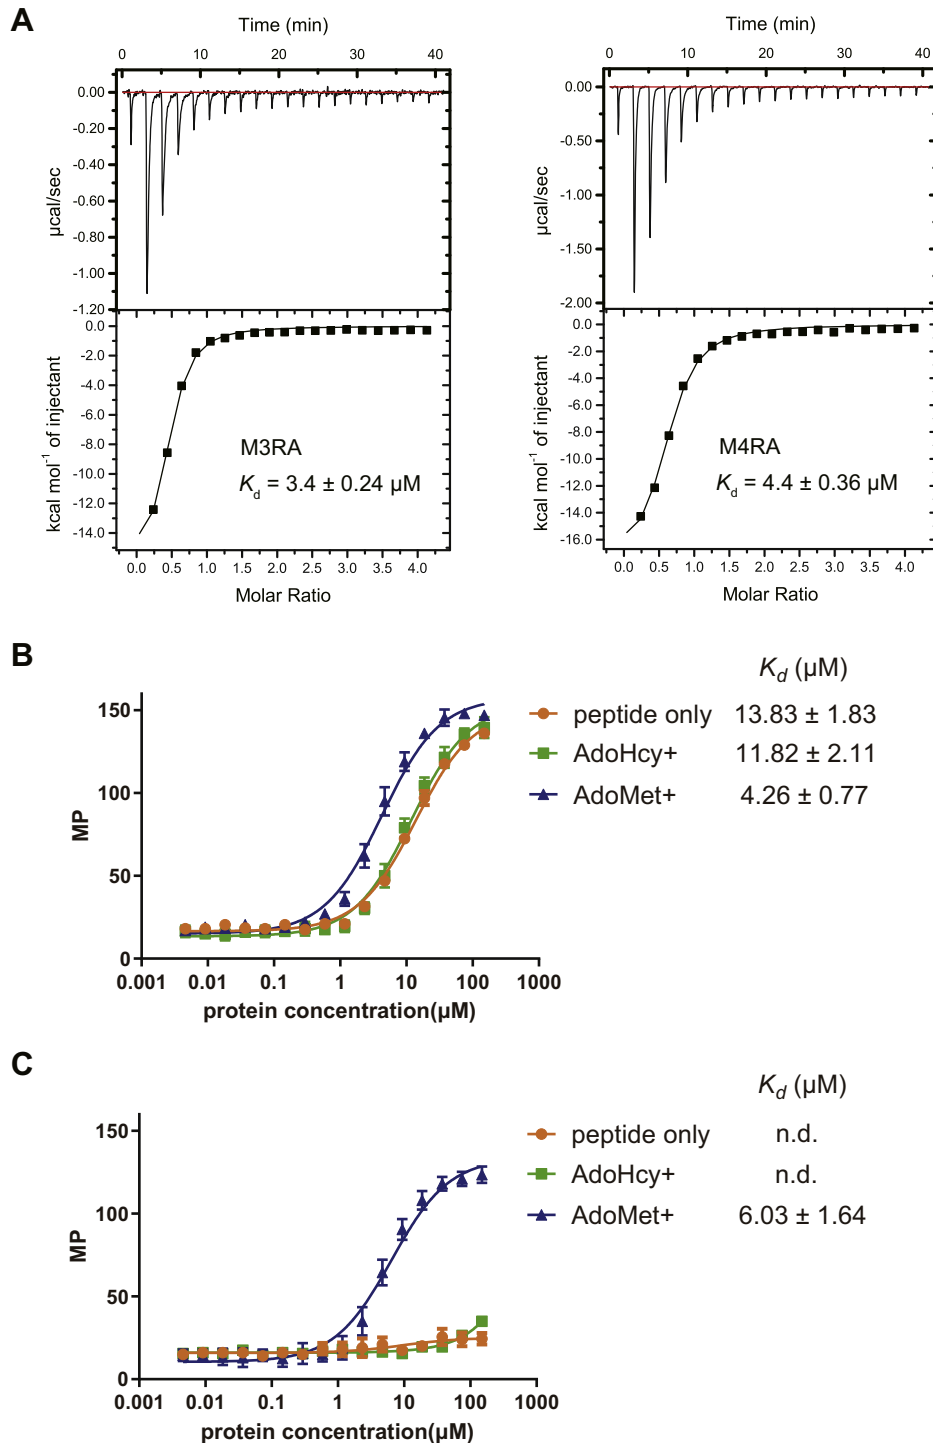 A
Time (min)
0 10 20 30 40
0.00
-0.20
-0.40
-0.60
-0.80
-1.00
-1.20
µcal/sec
0.0
-2.0
-4.0
-6.0
-8.0
-10.0
-12.0
-14.0
kcal mol⁻¹ of injectant
M3RA
Kd = 3.4 ± 0.24 µM
0.0 0.5 1.0 1.5 2.0 2.5 3.0 3.5 4.0
Molar Ratio
Time (min)
0 10 20 30 40
0.00
-0.50
-1.00
-1.50
-2.00
µcal/sec
0.0
-2.0
-4.0
-6.0
-8.0
-10.0
-12.0
-14.0
-16.0
kcal mol⁻¹ of injectant
M4RA
Kd = 4.4 ± 0.36 µM
0.0 0.5 1.0 1.5 2.0 2.5 3.0 3.5 4.0
Molar Ratio
B
Kd (µM)
peptide only 13.83 ± 1.83
AdoHcy+ 11.82 ± 2.11
AdoMet+ 4.26 ± 0.77
150
100
50
0
MP
0.001 0.01 0.1 1 10 100 1000
protein concentration(µM)
C
Kd (µM)
peptide only n.d.
AdoHcy+ n.d.
AdoMet+ 6.03 ± 1.64
150
100
50
0
MP
0.001 0.01 0.1 1 10 100 1000
protein concentration(µM)